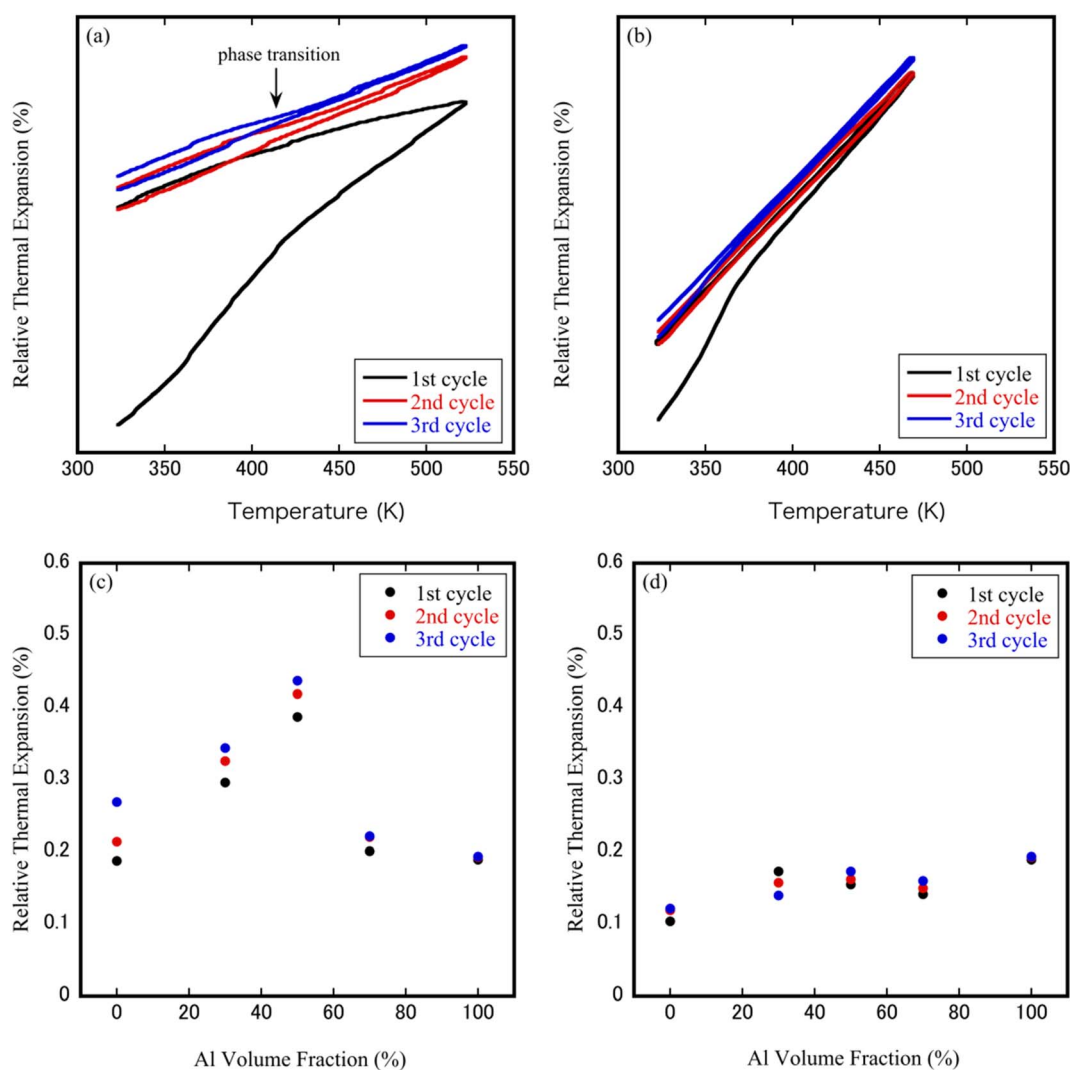 (a)
phase transition
Relative Thermal Expansion (%)
1st cycle
2nd cycle
3rd cycle
300 350 400 450 500 550
Temperature (K)
(b)
Relative Thermal Expansion (%)
1st cycle
2nd cycle
3rd cycle
300 350 400 450 500 550
Temperature (K)
(c)
Relative Thermal Expansion (%)
0.6
0.5
0.4
0.3
0.2
0.1
0
1st cycle
2nd cycle
3rd cycle
0 20 40 60 80 100
Al Volume Fraction (%)
(d)
Relative Thermal Expansion (%)
0.6
0.5
0.4
0.3
0.2
0.1
0
1st cycle
2nd cycle
3rd cycle
0 20 40 60 80 100
Al Volume Fraction (%)